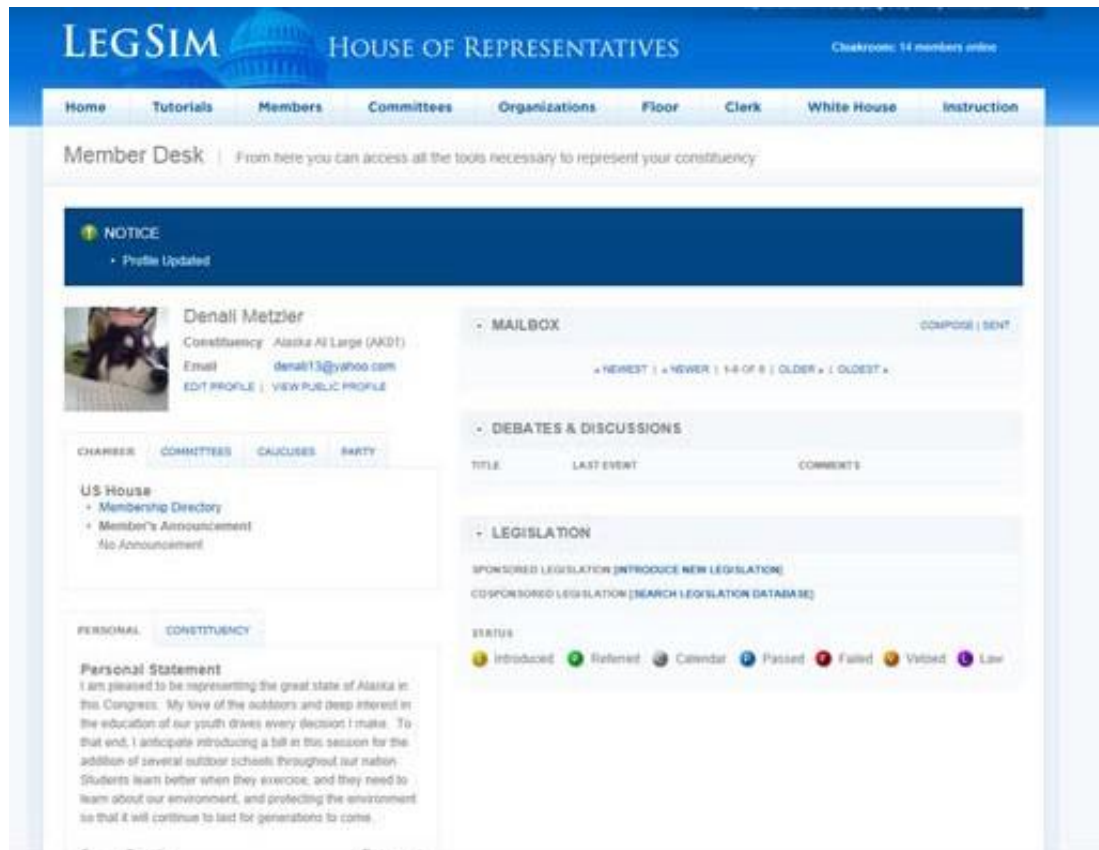 LEGSIM HOUSE OF REPRESENTATIVES Cloakroom: 14 members online
Home Tutorials Members Committees Organizations Floor Clerk White House Instruction
Member Desk | From here you can access all the tools necessary to represent your constituency
NOTICE
• Profile Updated
Denali Metzler
Constituency Alaska At Large (AK01)
Email denali13@yahoo.com
EDIT PROFILE | VIEW PUBLIC PROFILE
CHAMBER COMMITTEES CAUCUSES PARTY
US House
• Membership Directory
• Member's Announcement
No Announcement
PERSONAL CONSTITUENCY
Personal Statement
I am pleased to be representing the great state of Alaska in
this Congress. My love of the outdoors and deep interest in
the education of our youth drives every decision I make. To
that end, I anticipate introducing a bill in this session for the
addition of several outdoor schools throughout our nation
Students learn better when they exercise, and they need to
learn about our environment, and protecting the environment
so that it will continue to last for generations to come.
- MAILBOX COMPOSE | SENT
« NEWEST | « NEWER | 1-8 OF 8 | OLDER » | OLDEST »
- DEBATES & DISCUSSIONS
TITLE LAST EVENT COMMENTS
- LEGISLATION
SPONSORED LEGISLATION [INTRODUCE NEW LEGISLATION]
COSPONSORED LEGISLATION [SEARCH LEGISLATION DATABASE]
STATUS
Introduced Referred Calendar Passed Failed Vetoed Law